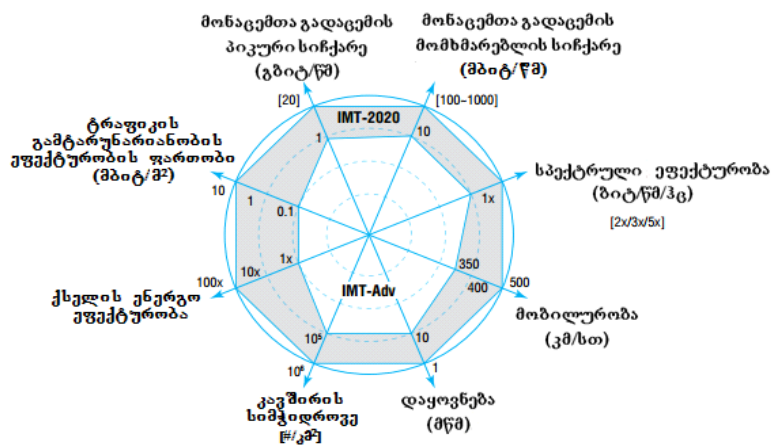 მონაცემთა გადაცემის
პიკური სიჩქარე
(გბიტ/წმ)
მონაცემთა გადაცემის
მომხმარებლის სიჩქარე
(მბიტ/წმ)
[20]
[100–1000]
IMT-2020
1
10
ტრაფიკის
გამტარუნარიანობის
ეფექტურობის ფართობი
(მბიტ/მ²)
10
1
0.1
სპექტრული ეფექტურობა
(ბიტ/წმ/ჰც)
[2x/3x/5x]
1x
100x
10x
1x
ქსელის ენერგო
ეფექტურობა
IMT-Adv
350
400
500
მობილურობა
(კმ/სთ)
10⁵
10⁶
კავშირის
სიმჭიდროვე
[#/კმ²]
10
1
დაყოვნება
(მწმ)